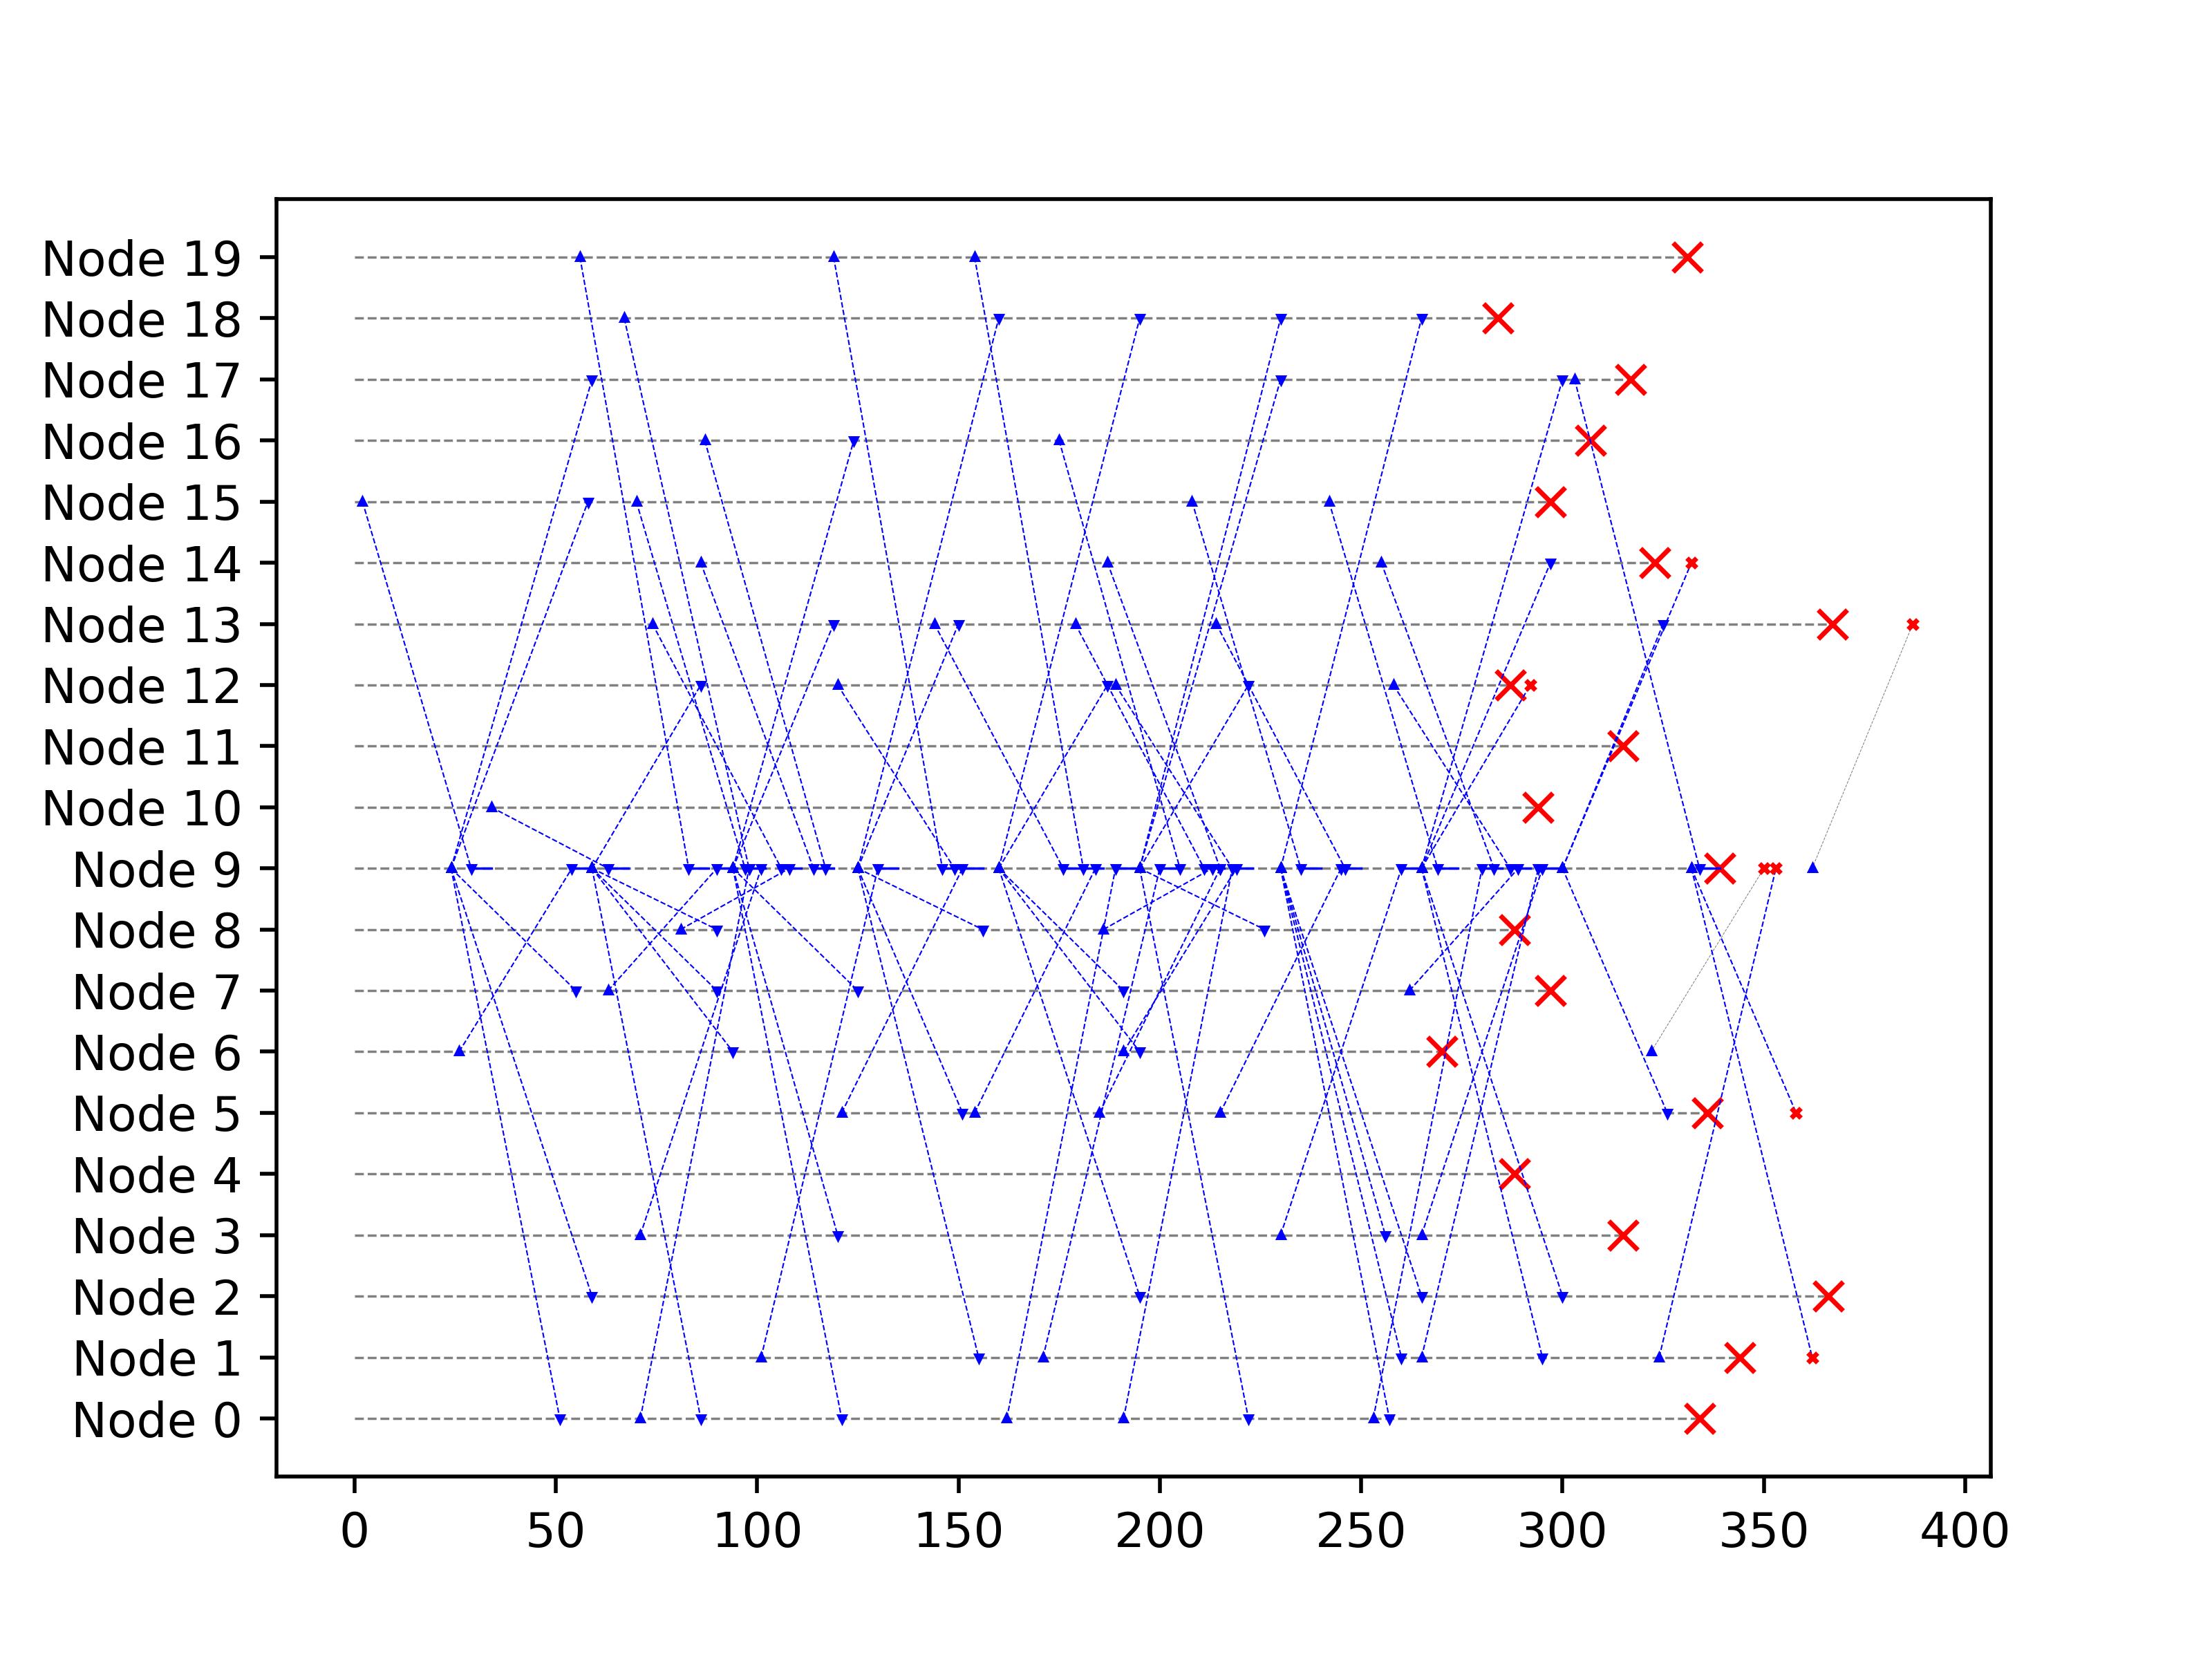 Node 19
Node 18
Node 17
Node 16
Node 15
Node 14
Node 13
Node 12
Node 11
Node 10
Node 9
Node 8
Node 7
Node 6
Node 5
Node 4
Node 3
Node 2
Node 1
Node 0
0 50 100 150 200 250 300 350 400